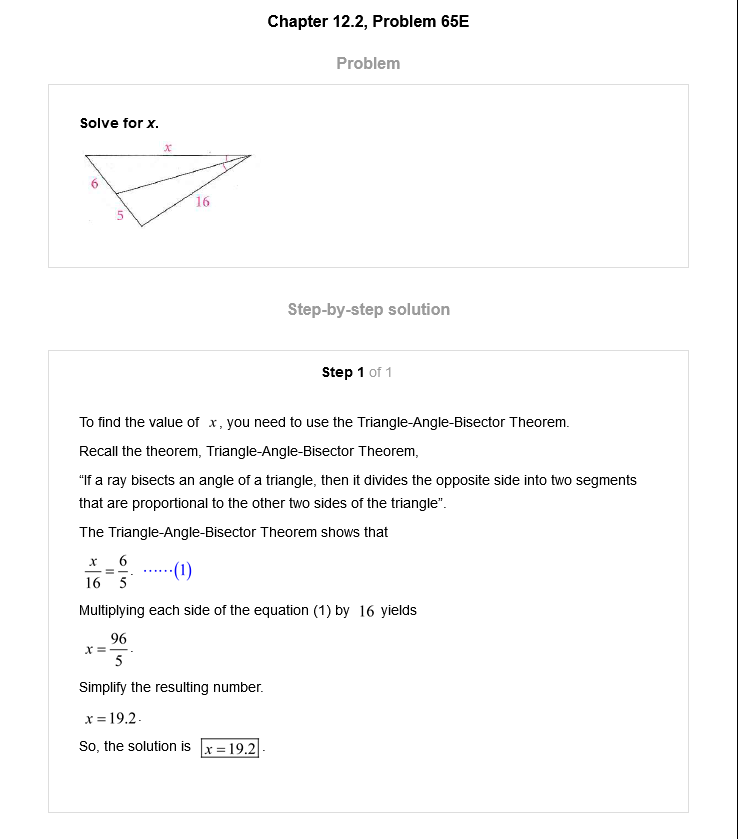 Chapter 12.2, Problem 65E
Problem
Solve for x.
x
6
16
5
Step-by-step solution
Step 1 of 1
To find the value of x, you need to use the Triangle-Angle-Bisector Theorem.
Recall the theorem, Triangle-Angle-Bisector Theorem,
“If a ray bisects an angle of a triangle, then it divides the opposite side into two segments
that are proportional to the other two sides of the triangle”.
The Triangle-Angle-Bisector Theorem shows that
x/16 = 6/5. ······(1)
Multiplying each side of the equation (1) by 16 yields
x = 96/5.
Simplify the resulting number.
x = 19.2.
So, the solution is x = 19.2.